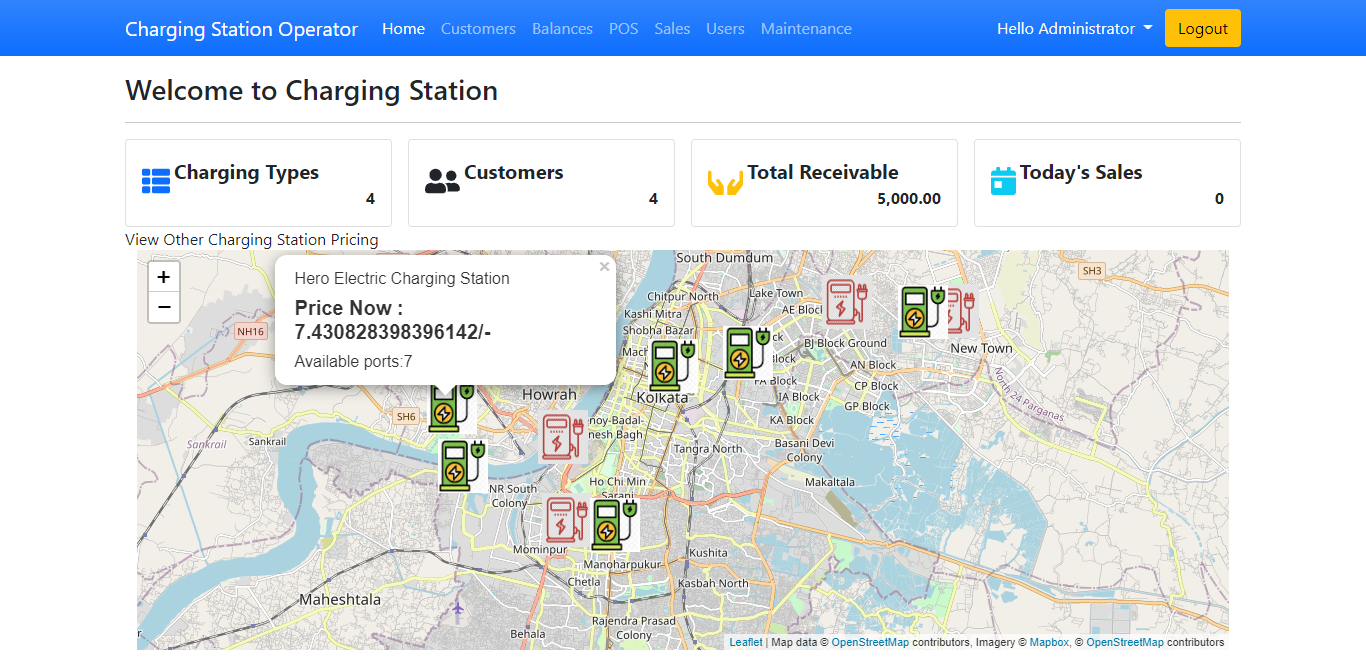 Charging Station Operator Home Customers Balances POS Sales Users Maintenance Hello Administrator Logout
Welcome to Charging Station
Charging Types
4
Customers
4
Total Receivable
5,000.00
Today's Sales
0
View Other Charging Station Pricing
+
−
Hero Electric Charging Station
×
Price Now :
7.430828398396142/-
Available ports:7
South Dumdum
SH3
Chitpur North
Lake Town
Kashi Mitra
AE Block
NH16
Shobha Bazar
BJ Block Ground
New Town
AN Block
CP Block
North 24 Parganas
Howrah
Kolkata
FA Block
IA Block
GP Block
SH6
KA Block
nesh Bagh
Sankrail
Sankrail
Basani Devi
Colony
Tangra North
Ho Chi Min
Sarani
Makaltala
NR South
Colony
Mominpur
Kushita
Manoharpukur
Chetla
Kasbah North
Maheshtala
Rajendra Prasad
Colony
Behala
Leaflet | Map data © OpenStreetMap contributors, Imagery © Mapbox, © OpenStreetMap contributors